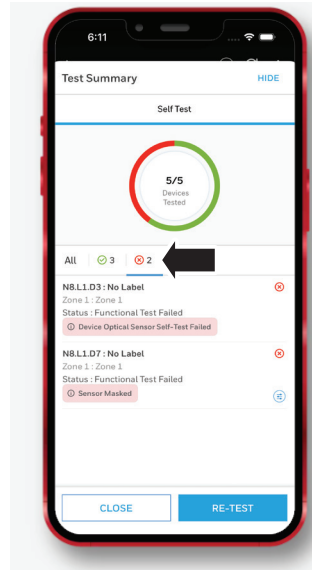 6:11
Test Summary HIDE
Self Test
5/5
Devices
Tested
All 3 2
N8.L1.D3 : No Label
Zone 1 : Zone 1
Status : Functional Test Failed
Device Optical Sensor Self-Test Failed
N8.L1.D7 : No Label
Zone 1 : Zone 1
Status : Functional Test Failed
Sensor Masked
CLOSE RE-TEST